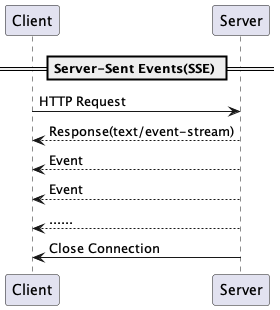 Client Server
Server-Sent Events(SSE)
HTTP Request
Response(text/event-stream)
Event
Event
......
Close Connection
Client Server